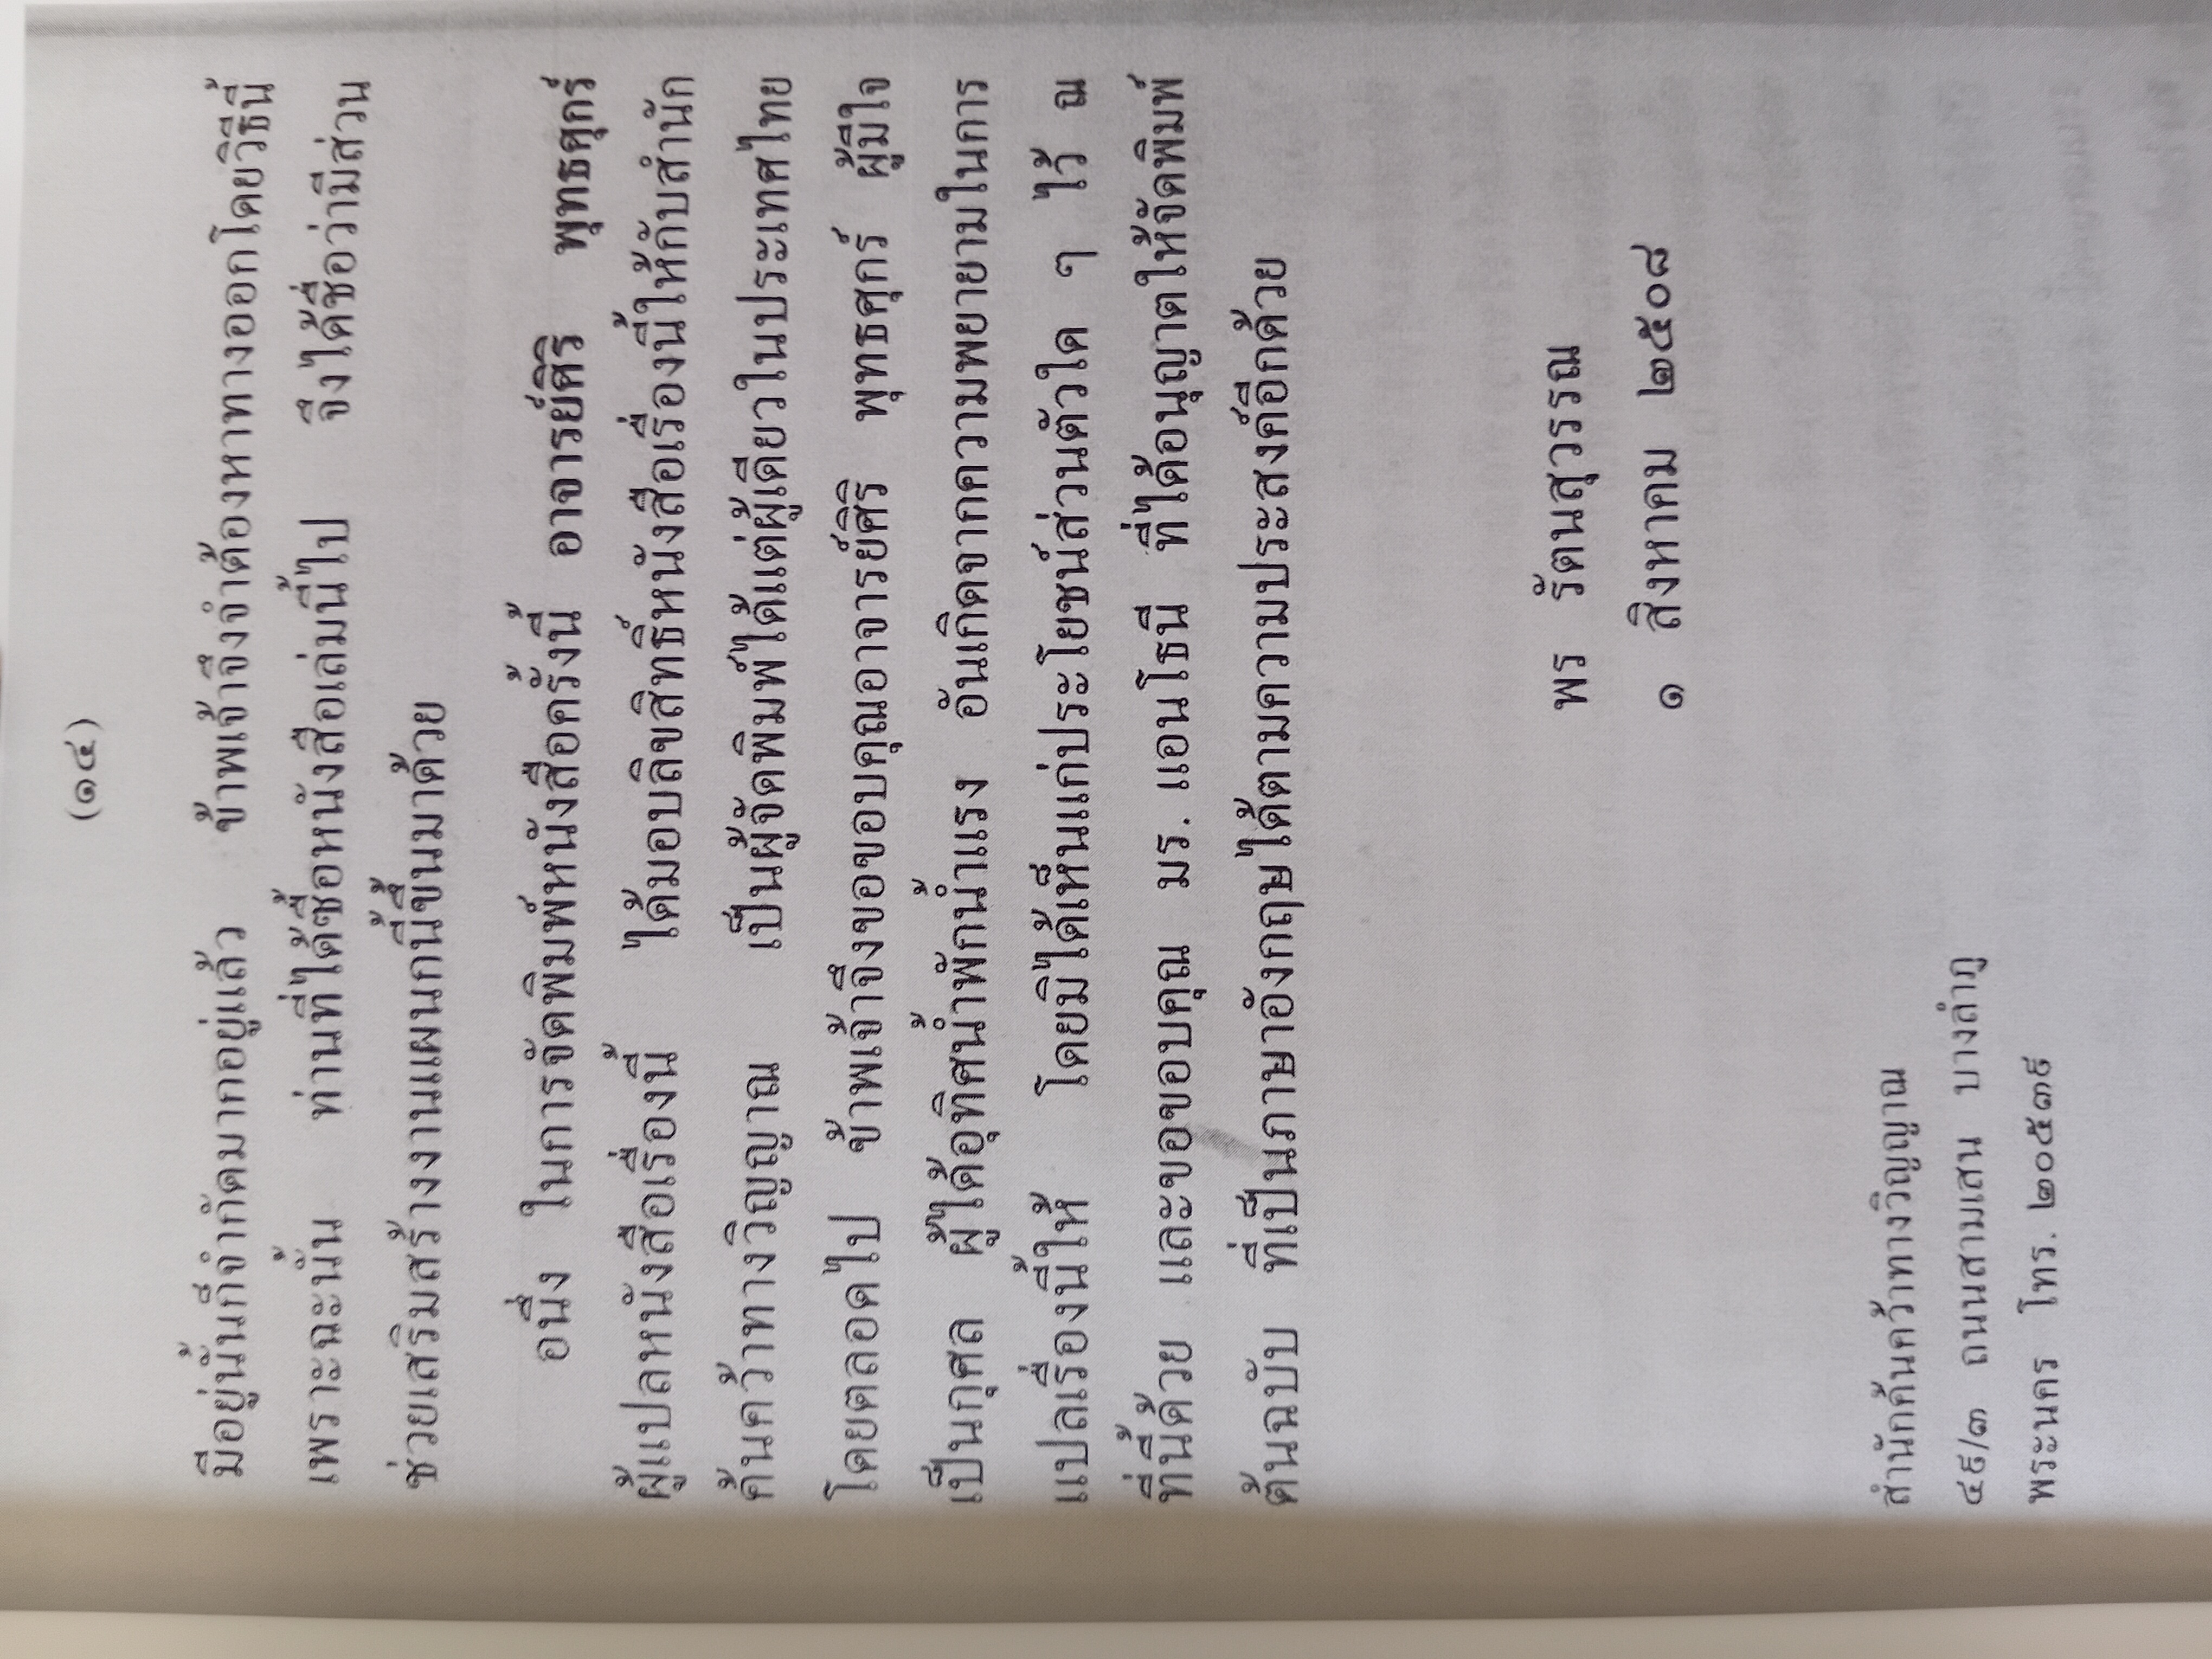 (๑๔)
มีอยู่นั้นก็จำกัดมากอยู่แล้ว ข้าพเจ้าจึงจำต้องหาทางออกโดยวิธีนี้
เพราะฉะนั้น ท่านที่ได้ซื้อหนังสือเล่มนี้ไป จึงได้ชื่อว่ามีส่วน
ช่วยเสริมสร้างงานแผนกนี้ขึ้นมาด้วย
อนึ่ง ในการจัดพิมพ์หนังสือครั้งนี้ อาจารย์ศิริ พุทธศุกร์
ผู้แปลหนังสือเรื่องนี้ ได้มอบลิขสิทธิ์หนังสือเรื่องนี้ให้กับสำนัก
ค้นคว้าทางวิญญาณ เป็นผู้จัดพิมพ์ได้แต่ผู้เดียวในประเทศไทย
โดยตลอดไป ข้าพเจ้าจึงขอขอบคุณอาจารย์ศิริ พุทธศุกร์ ผู้มีใจ
เป็นกุศล ผู้ได้อุทิศน้ำพักน้ำแรง อันเกิดจากความพยายามในการ
แปลเรื่องนี้ให้ โดยมิได้เห็นแก่ประโยชน์ส่วนตัวใด ๆ ไว้ ณ
ที่นี้ด้วย และขอขอบคุณ มร. แอนโธนี ที่ได้อนุญาตให้จัดพิมพ์
ต้นฉบับ ที่เป็นภาษาอังกฤษได้ตามความประสงค์อีกด้วย
พร รัตนสุวรรณ
๑ สิงหาคม ๒๕๐๘
สำนักค้นคว้าทางวิญญาณ
๔๕/๓ ถนนสามเสน บางลำภู
พระนคร โทร. ๒๐๕๓๕